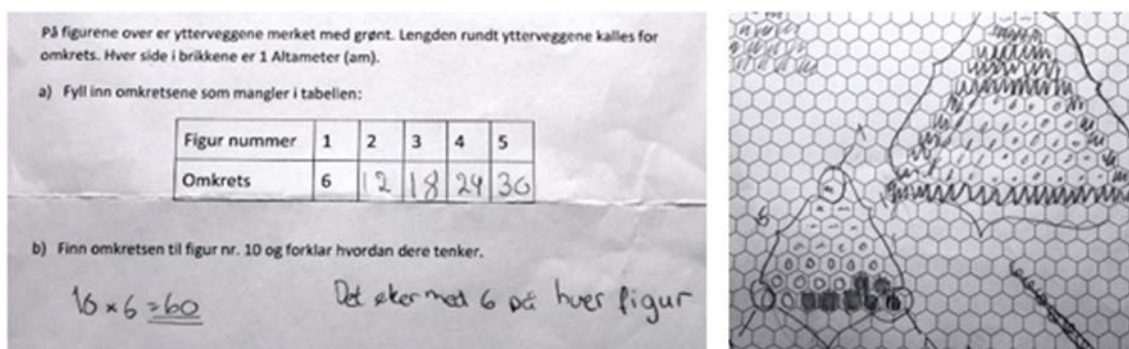 På figurene over er ytterveggene merket med grønt. Lengden rundt ytterveggene kalles for
omkrets. Hver side i brikkene er 1 Altameter (am).
a) Fyll inn omkretsene som mangler i tabellen:
Figur nummer 1 2 3 4 5
Omkrets 6 12 18 24 30
b) Finn omkretsen til figur nr. 10 og forklar hvordan dere tenker.
10 × 6 = 60 Det øker med 6 på hver figur